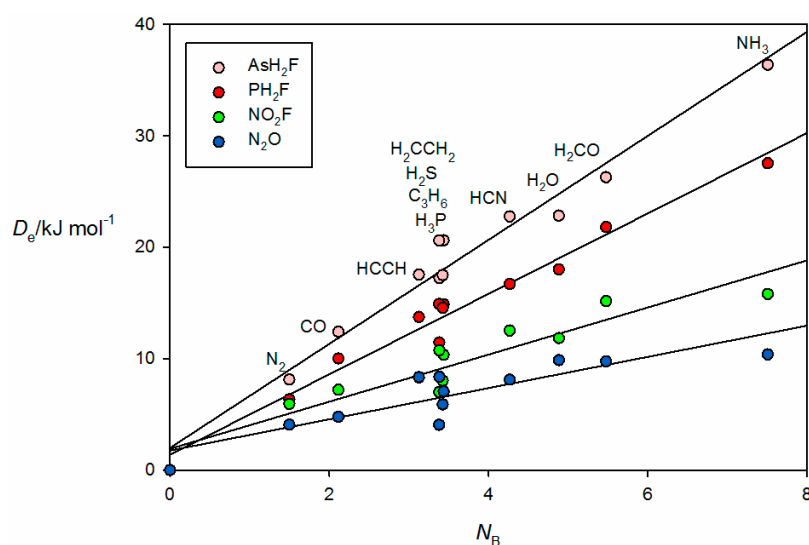 40
30
20
10
0
Dₑ/kJ mol⁻¹
AsH₂F
PH₂F
NO₂F
N₂O
NH₃
H₂CCH₂
H₂S
C₃H₆
H₃P
H₂CO
H₂O
HCN
HCCH
CO
N₂
0 2 4 6 8
N_B